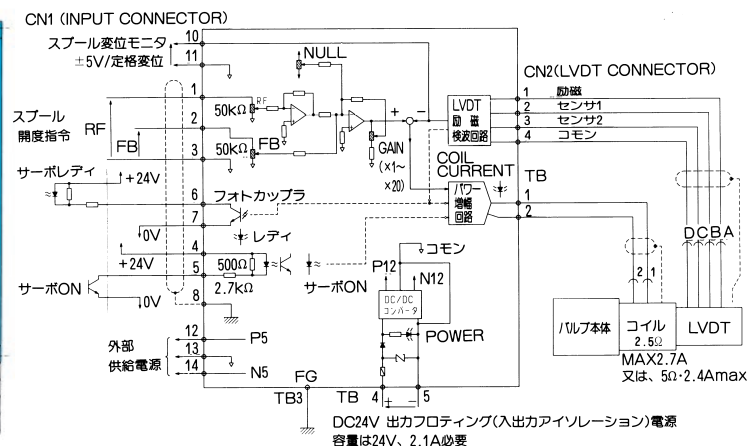 CN1 (INPUT CONNECTOR)
スプール変位モニタ
±5V/定格変位
10
11
NULL
CN2(LVDT CONNECTOR)
1 励磁
2 センサ1
3 センサ2
4 コモン
LVDT
励磁
検波回路
スプール
開度指令
RF
FB
1
2
3
50kΩ
RF
50kΩ
FB
+
-
GAIN
(×1~
×20)
COIL
CURRENT
パワー
増幅
回路
TB
1
2
サーボレディ
+24V
6
7
0V
フォトカップラ
レディ
4
+24V
5
500Ω
2.7kΩ
サーボON
サーボON
0V
8
コモン
P12
N12
DC/DC
コンバータ
POWER
D C B A
2 1
バルブ本体
コイル
2.5Ω
LVDT
MAX2.7A
又は、5Ω・2.4Amax
外部
供給電源
12
13
14
P5
N5
FG
TB3
TB 4
+ -
5
DC24V 出力フロティング(入出力アイソレーション)電源
容量は24V、2.1A必要